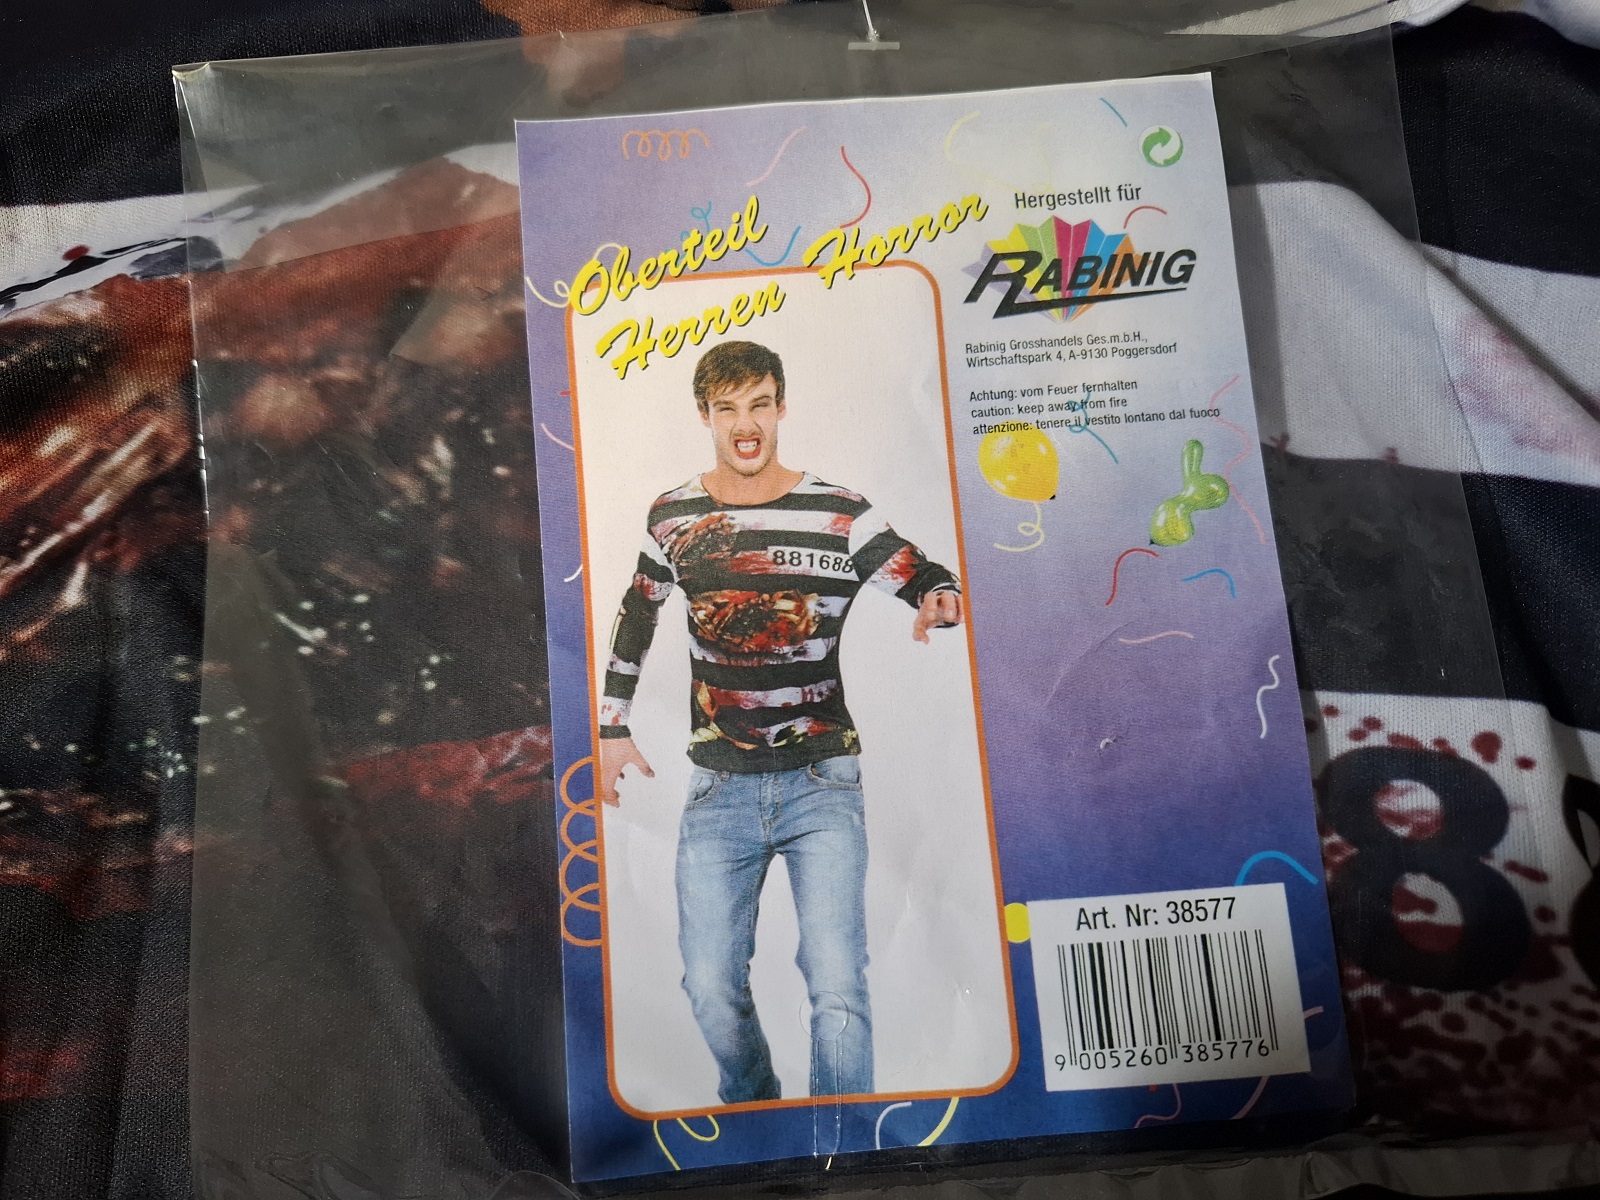 Oberteil
Herren Horror
Hergestellt für
RABINIG
Rabinig Grosshandels Ges.m.b.H.,
Wirtschaftspark 4, A-9130 Poggersdorf
Achtung: vom Feuer fernhalten
caution: keep away from fire
attenzione: tenere il vestito lontano dal fuoco
881688
8
Art. Nr: 38577
9 005260 385776